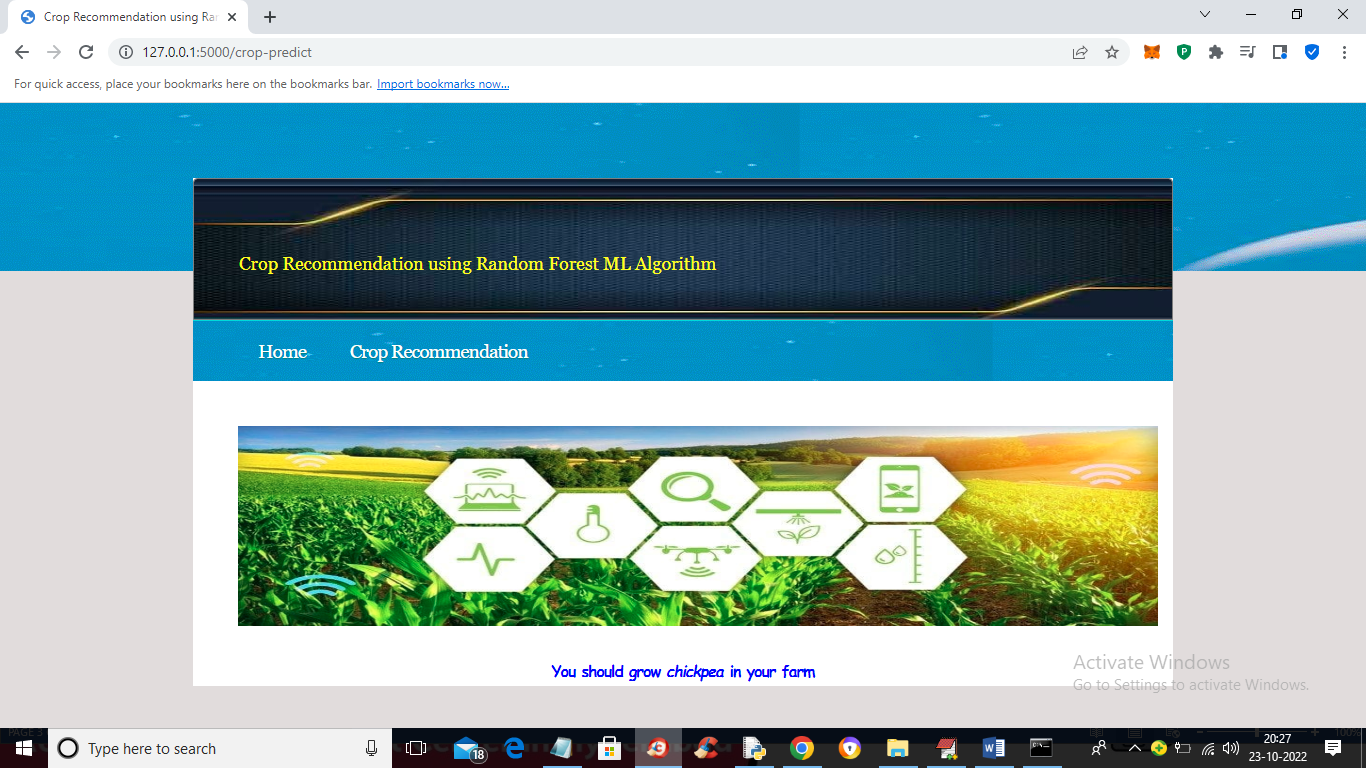 Crop Recommendation using Ra
127.0.0.1:5000/crop-predict
For quick access, place your bookmarks here on the bookmarks bar. Import bookmarks now...
Crop Recommendation using Random Forest ML Algorithm
Home Crop Recommendation
You should grow chickpea in your farm
Activate Windows
Go to Settings to activate Windows.
PAGE 3
100%
Type here to search
18
20:27
23-10-2022